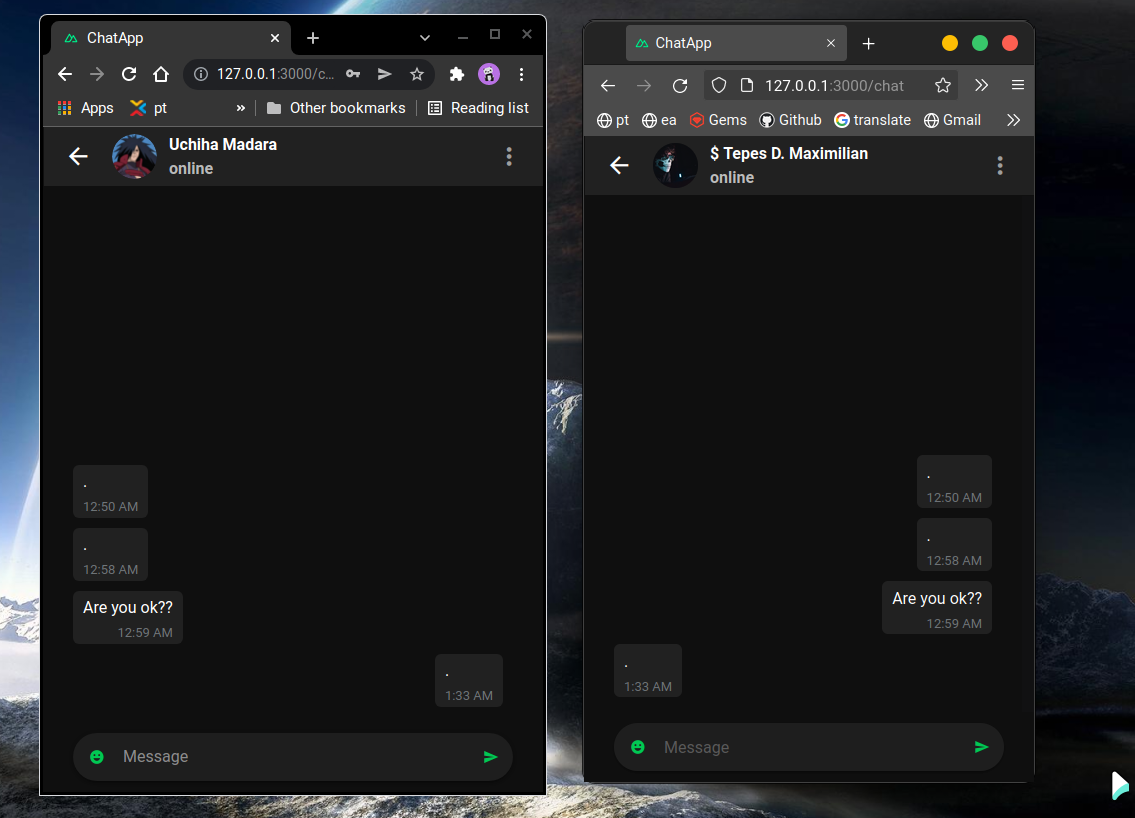 ChatApp
127.0.0.1:3000/c...
Apps
pt
»
Other bookmarks
Reading list
Uchiha Madara
online
.
12:50 AM
.
12:58 AM
Are you ok??
12:59 AM
.
1:33 AM
Message
ChatApp
127.0.0.1:3000/chat
pt
ea
Gems
Github
translate
Gmail
$ Tepes D. Maximilian
online
.
12:50 AM
.
12:58 AM
Are you ok??
12:59 AM
.
1:33 AM
Message